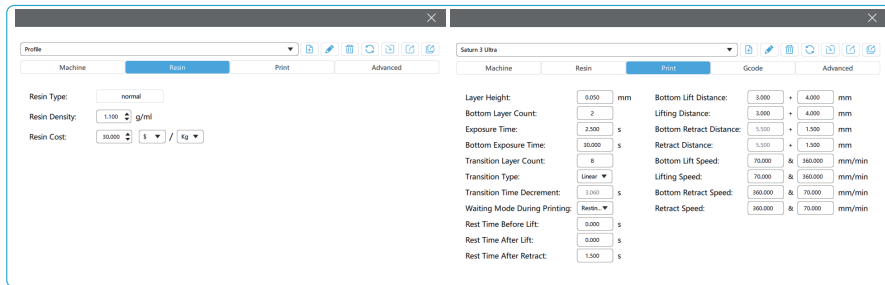 Profile
Machine Resin Print Advanced
Resin Type: normal
Resin Density: 1.100 g/ml
Resin Cost: 30.000 $ / Kg
Saturn 3 Ultra
Machine Resin Print Gcode Advanced
Layer Height: 0.050 mm Bottom Lift Distance: 3.000 + 4.000 mm
Bottom Layer Count: 2 Lifting Distance: 3.000 + 4.000 mm
Exposure Time: 2.500 s Bottom Retract Distance: 5.500 + 1.500 mm
Bottom Exposure Time: 30.000 s Retract Distance: 5.500 + 1.500 mm
Transition Layer Count: 8 Bottom Lift Speed: 70.000 & 360.000 mm/min
Transition Type: Linear Lifting Speed: 70.000 & 360.000 mm/min
Transition Time Decrement: 3.060 s Bottom Retract Speed: 360.000 & 70.000 mm/min
Waiting Mode During Printing: Restin... Retract Speed: 360.000 & 70.000 mm/min
Rest Time Before Lift: 0.000 s
Rest Time After Lift: 0.000 s
Rest Time After Retract: 1.500 s